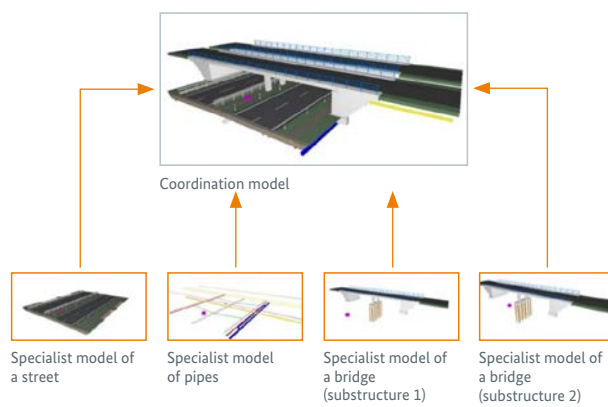 Coordination model
Specialist model of
a street
Specialist model
of pipes
Specialist model of
a bridge
(substructure 1)
Specialist model of
a bridge
(substructure 2)